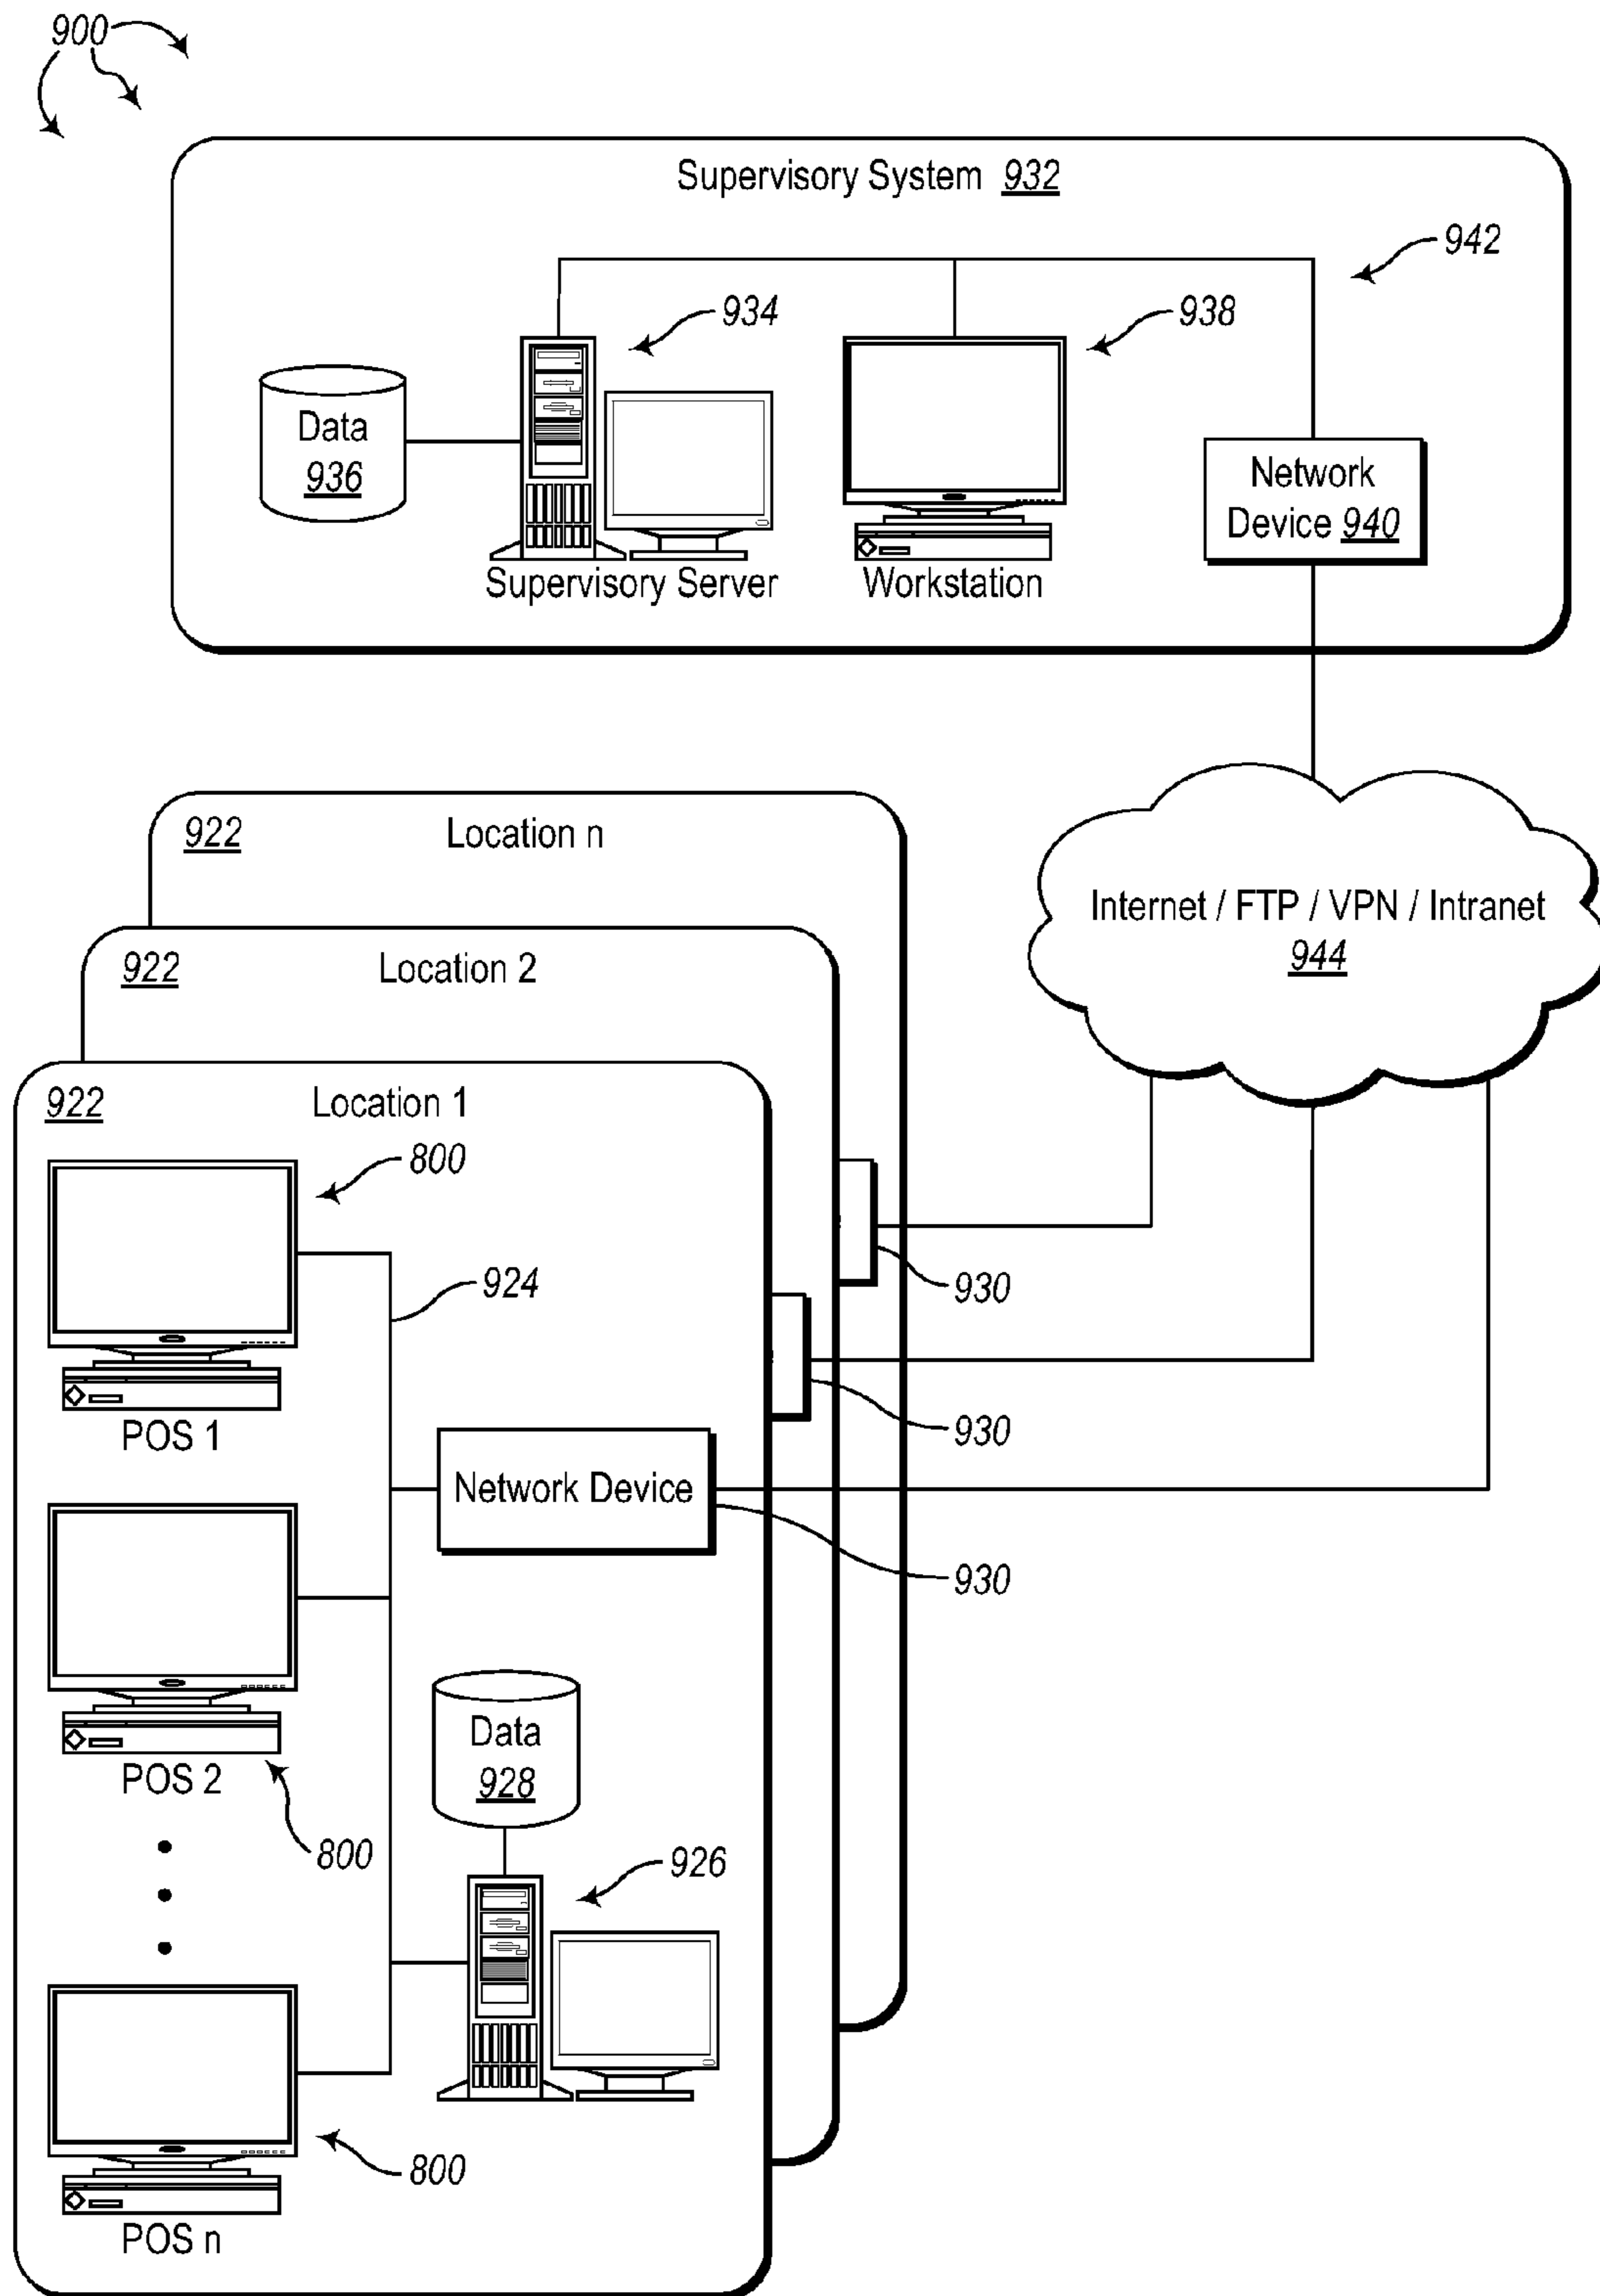 900
Supervisory System 932
942
934
938
Data
936
Network
Device 940
Supervisory Server
Workstation
922
Location n
Internet / FTP / VPN / Intranet
944
922
Location 2
922
Location 1
800
924
930
POS 1
930
Network Device
930
Data
928
POS 2
800
926
800
POS n